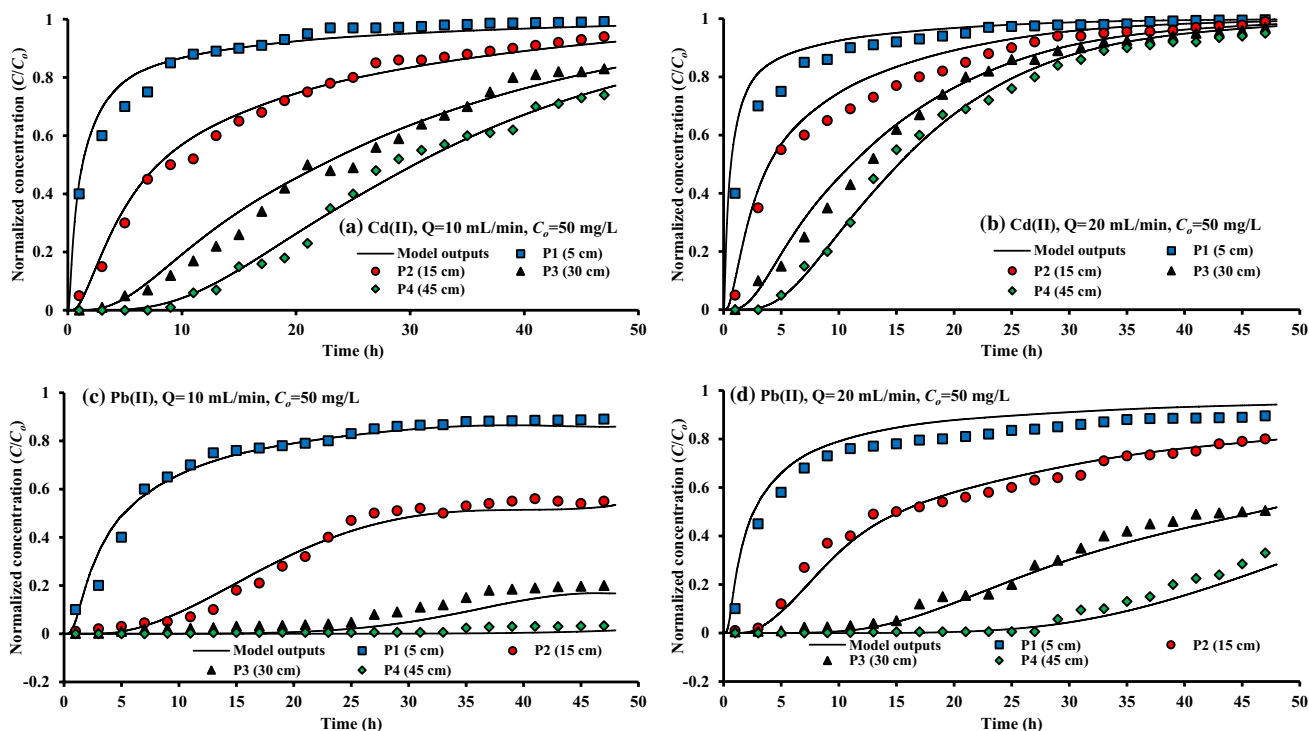 1
0.8
0.6
0.4
0.2
0
Normalized concentration (C/Co)
(a) Cd(II), Q=10 mL/min, Co=50 mg/L
Model outputs
P1 (5 cm)
P2 (15 cm)
P3 (30 cm)
P4 (45 cm)
0 10 20 30 40 50
Time (h)
1
0.8
0.6
0.4
0.2
0
Normalized concentration (C/Co)
(b) Cd(II), Q=20 mL/min, Co=50 mg/L
Model outputs
P1 (5 cm)
P2 (15 cm)
P3 (30 cm)
P4 (45 cm)
0 5 10 15 20 25 30 35 40 45 50
Time (h)
1
0.8
0.6
0.4
0.2
0
-0.2
Normalized concentration (C/Co)
(c) Pb(II), Q=10 mL/min, Co=50 mg/L
Model outputs
P1 (5 cm)
P2 (15 cm)
P3 (30 cm)
P4 (45 cm)
0 5 10 15 20 25 30 35 40 45 50
Time (h)
1
0.8
0.6
0.4
0.2
0
-0.2
Normalized concentration (C/Co)
(d) Pb(II), Q=20 mL/min, Co=50 mg/L
Model outputs
P1 (5 cm)
P2 (15 cm)
P3 (30 cm)
P4 (45 cm)
0 5 10 15 20 25 30 35 40 45 50
Time (h)